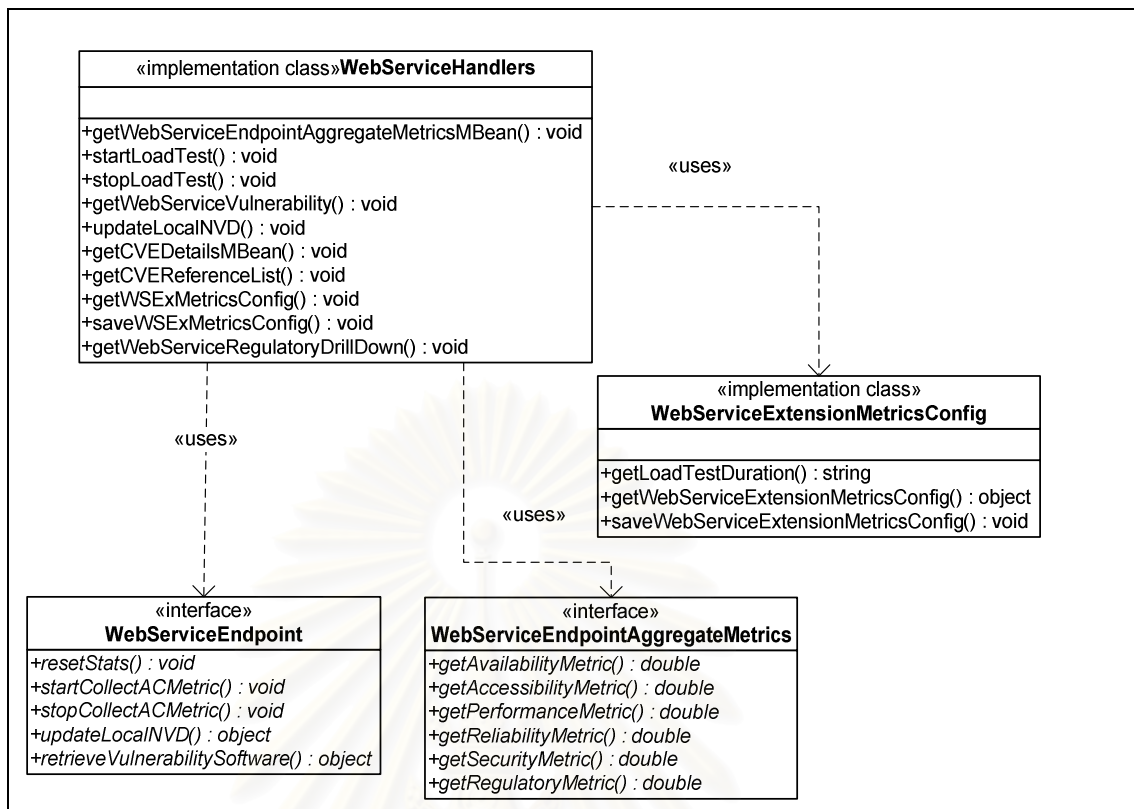 «implementation class»WebServiceHandlers
+getWebServiceEndpointAggregateMetricsMBean() : void
+startLoadTest() : void
+stopLoadTest() : void
+getWebServiceVulnerability() : void
+updateLocalNVD() : void
+getCVEDetailsMBean() : void
+getCVEReferenceList() : void
+getWSExMetricsConfig() : void
+saveWSExMetricsConfig() : void
+getWebServiceRegulatoryDrillDown() : void
«uses»
«implementation class»
WebServiceExtensionMetricsConfig
+getLoadTestDuration() : string
+getWebServiceExtensionMetricsConfig() : object
+saveWebServiceExtensionMetricsConfig() : void
«uses»
«uses»
«interface»
WebServiceEndpoint
+resetStats() : void
+startCollectACMetric() : void
+stopCollectACMetric() : void
+updateLocalNVD() : object
+retrieveVulnerabilitySoftware() : object
«interface»
WebServiceEndpointAggregateMetrics
+getAvailabilityMetric() : double
+getAccessibilityMetric() : double
+getPerformanceMetric() : double
+getReliabilityMetric() : double
+getSecurityMetric() : double
+getRegulatoryMetric() : double